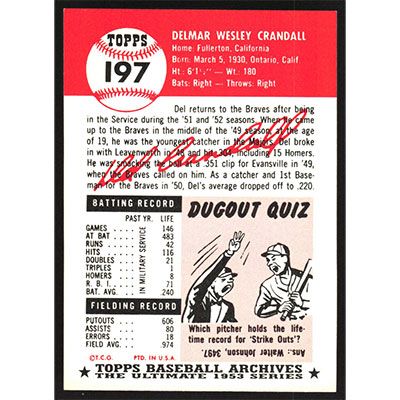 TOPPS
197
DELMAR WESLEY CRANDALL
Home: Fullerton, California
Born: March 5, 1930, Ontario, Calif
Ht: 6'1½" — Wt: 180
Bats: Right — Throws: Right
Del returns to the Braves after being
in the Service during the '51 and '52 seasons. When he came
up to the Braves in the middle of the '49 season, at the age
of 19, he was the youngest catcher in the Majors. Del broke
in with Leavenworth in '48 and hit .304, including 15 Homers.
He was smacking the ball at a .351 clip for Evansville in '49,
when he was called up. As a catcher and 1st Base-
man for the Braves in '50, Del's average dropped off to .220.
Del Crandall
BATTING RECORD
PAST YR. LIFE
GAMES 146
AT BAT 483
RUNS 42
HITS 116
DOUBLES 21
TRIPLES 1
HOMERS 8
R. B. I. 71
BAT. AVG. .240
IN MILITARY SERVICE
FIELDING RECORD
PUTOUTS 606
ASSISTS 80
ERRORS 18
FIELD. AVG. .974
©T.C.G. PTD. IN U.S.A.
DUGOUT QUIZ
Which pitcher holds the life-
time record for 'Strike Outs'?
Ans.: Walter Johnson, 3497.
★ TOPPS BASEBALL ARCHIVES ★
THE ULTIMATE 1953 SERIES